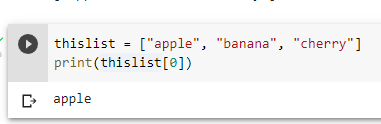 thislist = ["apple", "banana", "cherry"]
print(thislist[0])
apple